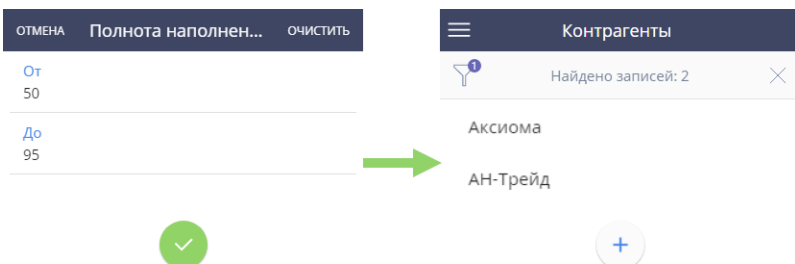 ОТМЕНА Полнота наполнен... ОЧИСТИТЬ
От
50
До
95
Контрагенты
1
Найдено записей: 2
Аксиома
АН-Трейд